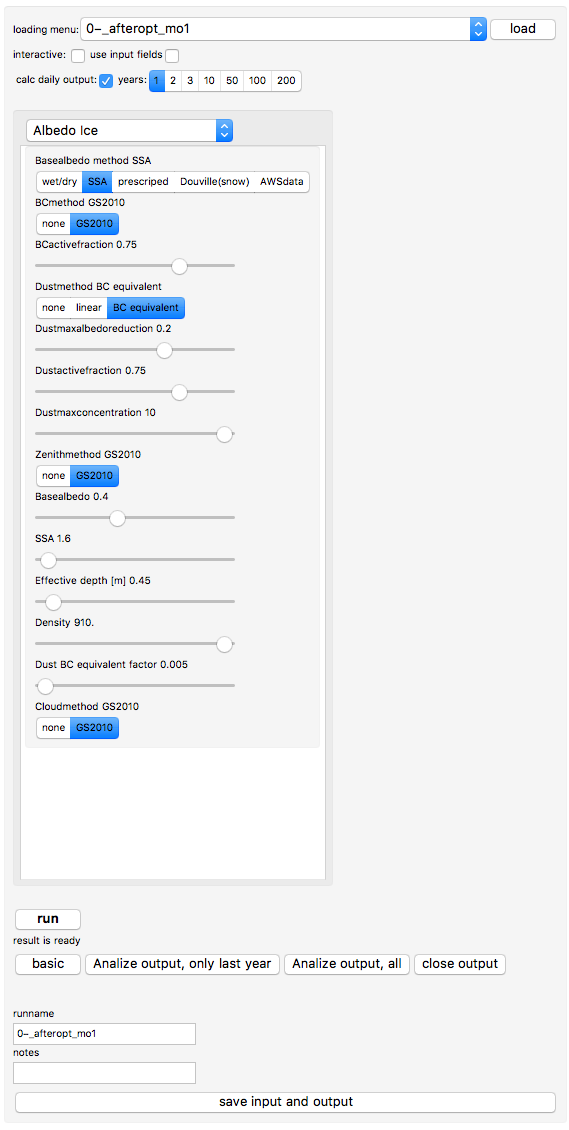 loading menu: 0-_afteropt_mo1 load
interactive: use input fields
calc daily output: years: 1 2 3 10 50 100 200
Albedo Ice
Basealbedo method SSA
wet/dry SSA prescriped Douville(snow) AWSdata
BCmethod GS2010
none GS2010
BCactivefraction 0.75
Dustmethod BC equivalent
none linear BC equivalent
Dustmaxalbedoreduction 0.2
Dustactivefraction 0.75
Dustmaxconcentration 10
Zenithmethod GS2010
none GS2010
Basealbedo 0.4
SSA 1.6
Effective depth [m] 0.45
Density 910.
Dust BC equivalent factor 0.005
Cloudmethod GS2010
none GS2010
run
result is ready
basic Analize output, only last year Analize output, all close output
runname
0-_afteropt_mo1
notes
save input and output